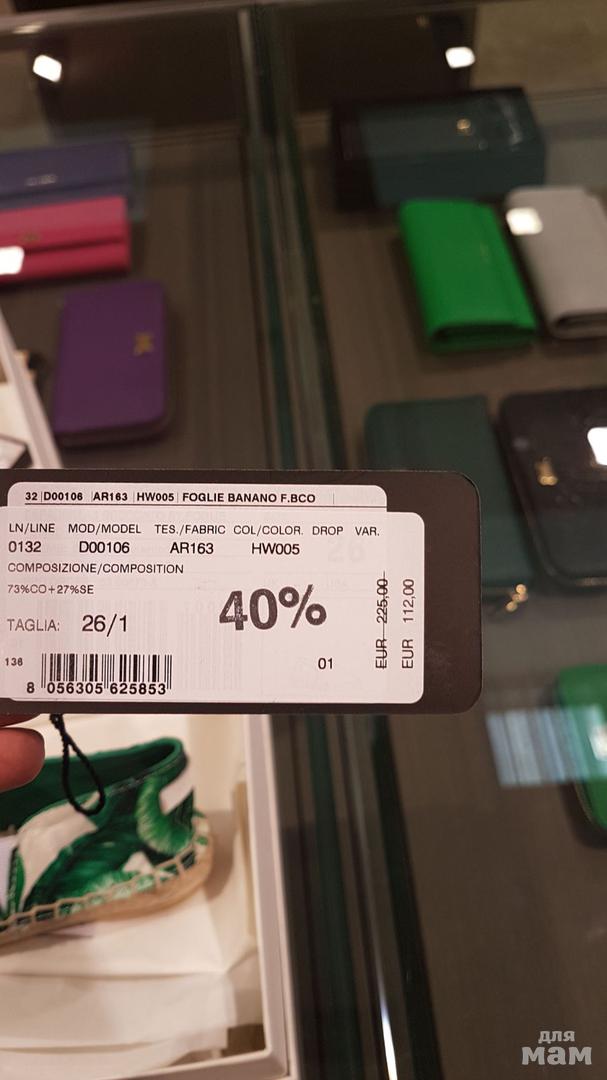 32 D00106 AR163 HW005 FOGLIE BANANO F.BCO
LN/LINE MOD/MODEL TES./FABRIC COL/COLOR. DROP VAR.
0132 D00106 AR163 HW005
COMPOSIZIONE/COMPOSITION
73%CO+27%SE
40%
TAGLIA: 26/1
136
01
8 056305 625853
EUR 225,00
EUR 112,00
для
мам